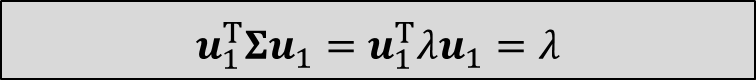 𝒖₁ᵀ𝚺𝒖₁ = 𝒖₁ᵀ𝜆𝒖₁ = 𝜆